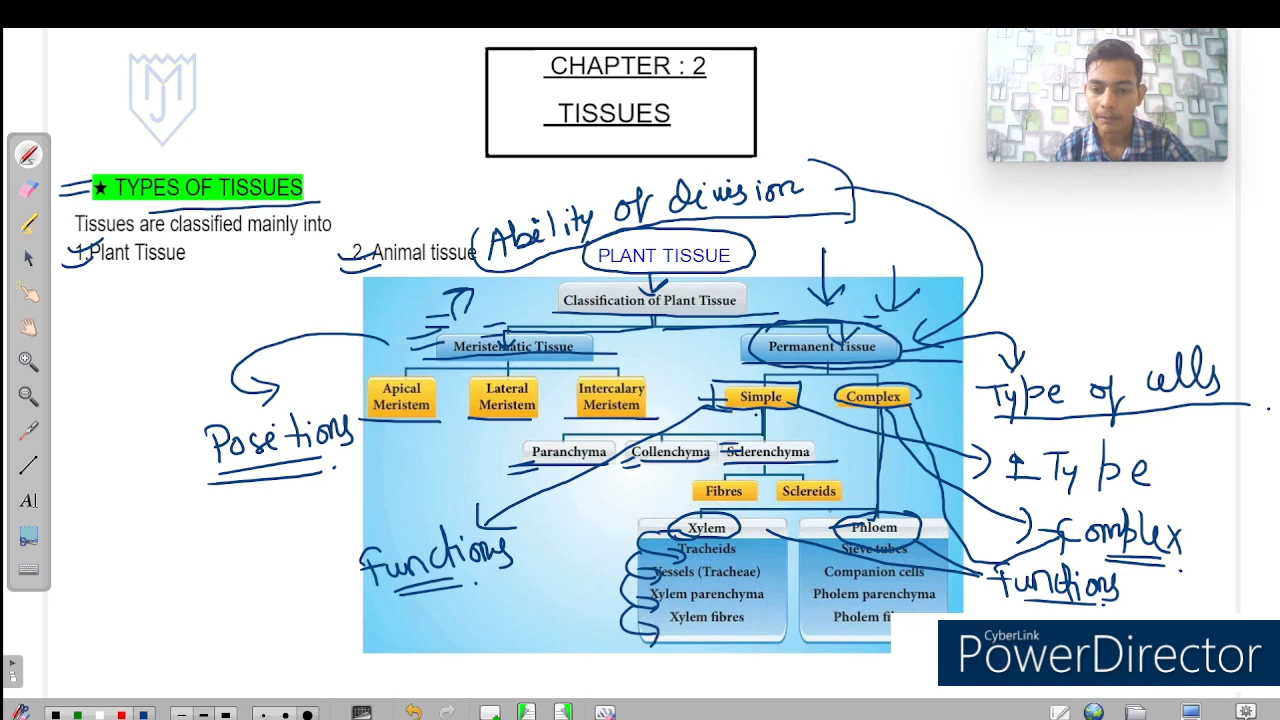 CHAPTER : 2
TISSUES
★ TYPES OF TISSUES
Tissues are classified mainly into
1.Plant Tissue
2. Animal tissue
(Ability of division)
PLANT TISSUE
Classification of Plant Tissue
Meristematic Tissue
Permanent Tissue
Apical Meristem
Lateral Meristem
Intercalary Meristem
Simple
Complex
Type of cells
Positions
Paranchyma
Collenchyma
Sclerenchyma
1 Type
Fibres
Sclereids
Xylem
Phloem
Complex
Functions
Tracheids
Sieve tubes
Vessels (Tracheae)
Companion cells
Functions
Xylem parenchyma
Pholem parenchyma
Xylem fibres
Pholem
CyberLink
PowerDirector